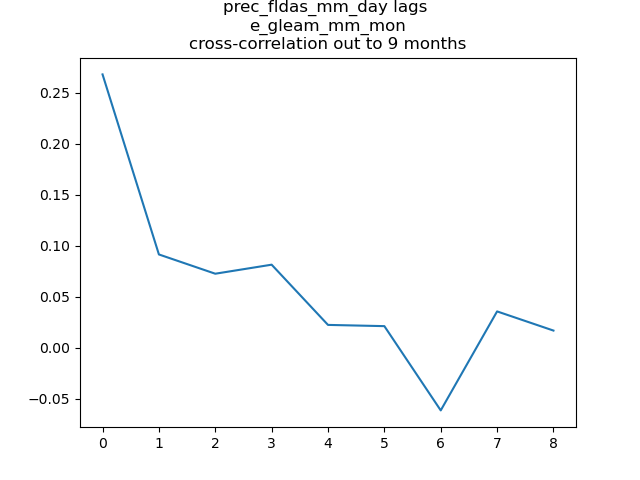 prec_fldas_mm_day lags
e_gleam_mm_mon
cross-correlation out to 9 months
0.25
0.20
0.15
0.10
0.05
0.00
−0.05
0 1 2 3 4 5 6 7 8